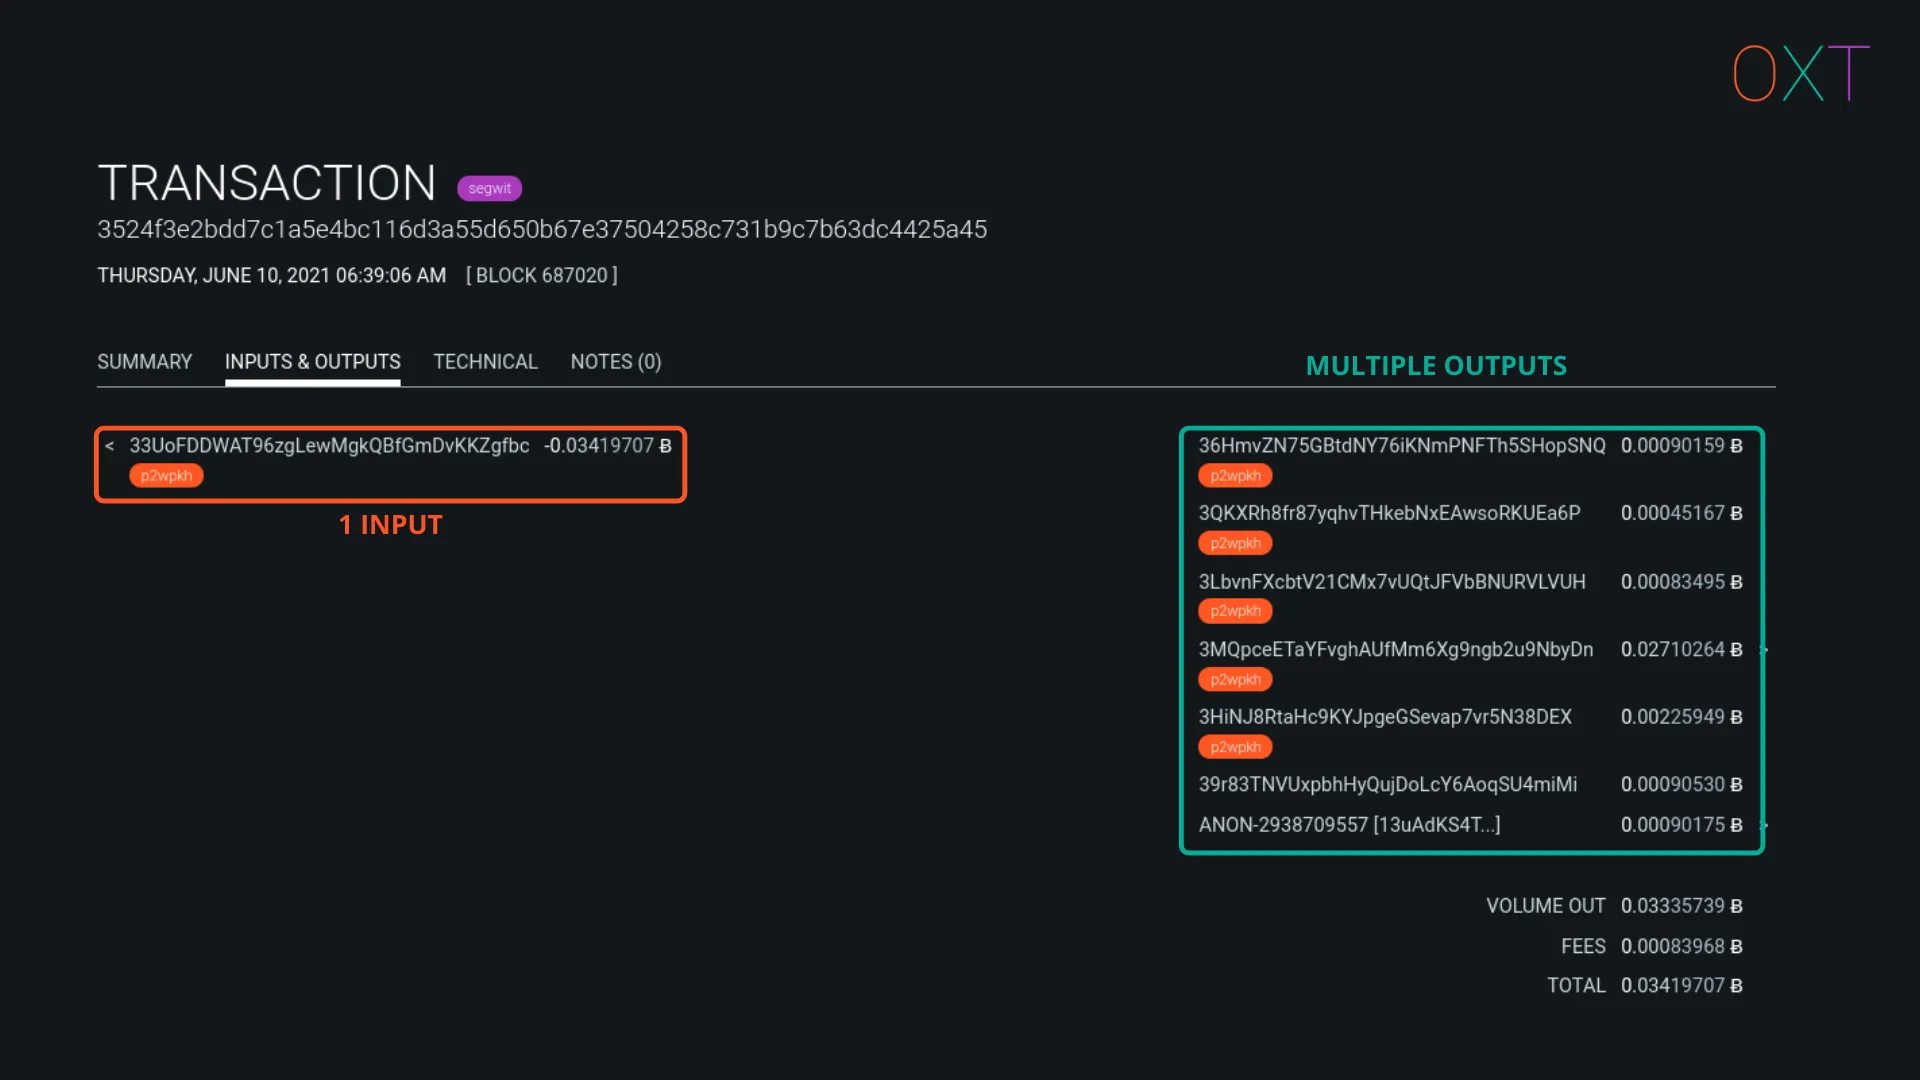 OXT
TRANSACTION segwit
3524f3e2bdd7c1a5e4bc116d3a55d650b67e37504258c731b9c7b63dc4425a45
THURSDAY, JUNE 10, 2021 06:39:06 AM [ BLOCK 687020 ]
SUMMARY INPUTS & OUTPUTS TECHNICAL NOTES (0)
MULTIPLE OUTPUTS
< 33UoFDDWAT96zgLewMgkQBfGmDvKKZgfbc -0.03419707 Ƀ
p2wpkh
1 INPUT
36HmvZN75GBtdNY76iKNmPNFTh5SHopSNQ 0.00090159 Ƀ
p2wpkh
3QKXRh8fr87yqhvTHkebNxEAwsoRKUEa6P 0.00045167 Ƀ
p2wpkh
3LbvnFXcbtV21CMx7vUQtJFVbBNURVLVUH 0.00083495 Ƀ
p2wpkh
3MQpceETaYFvghAUfMm6Xg9ngb2u9NbyDn 0.02710264 Ƀ >
p2wpkh
3HiNJ8RtaHc9KYJpgeGSevap7vr5N38DEX 0.00225949 Ƀ
p2wpkh
39r83TNVUxpbhHyQujDoLcY6AoqSU4miMi 0.00090530 Ƀ
ANON-2938709557 [13uAdKS4T...] 0.00090175 Ƀ >
VOLUME OUT 0.03335739 Ƀ
FEES 0.00083968 Ƀ
TOTAL 0.03419707 Ƀ